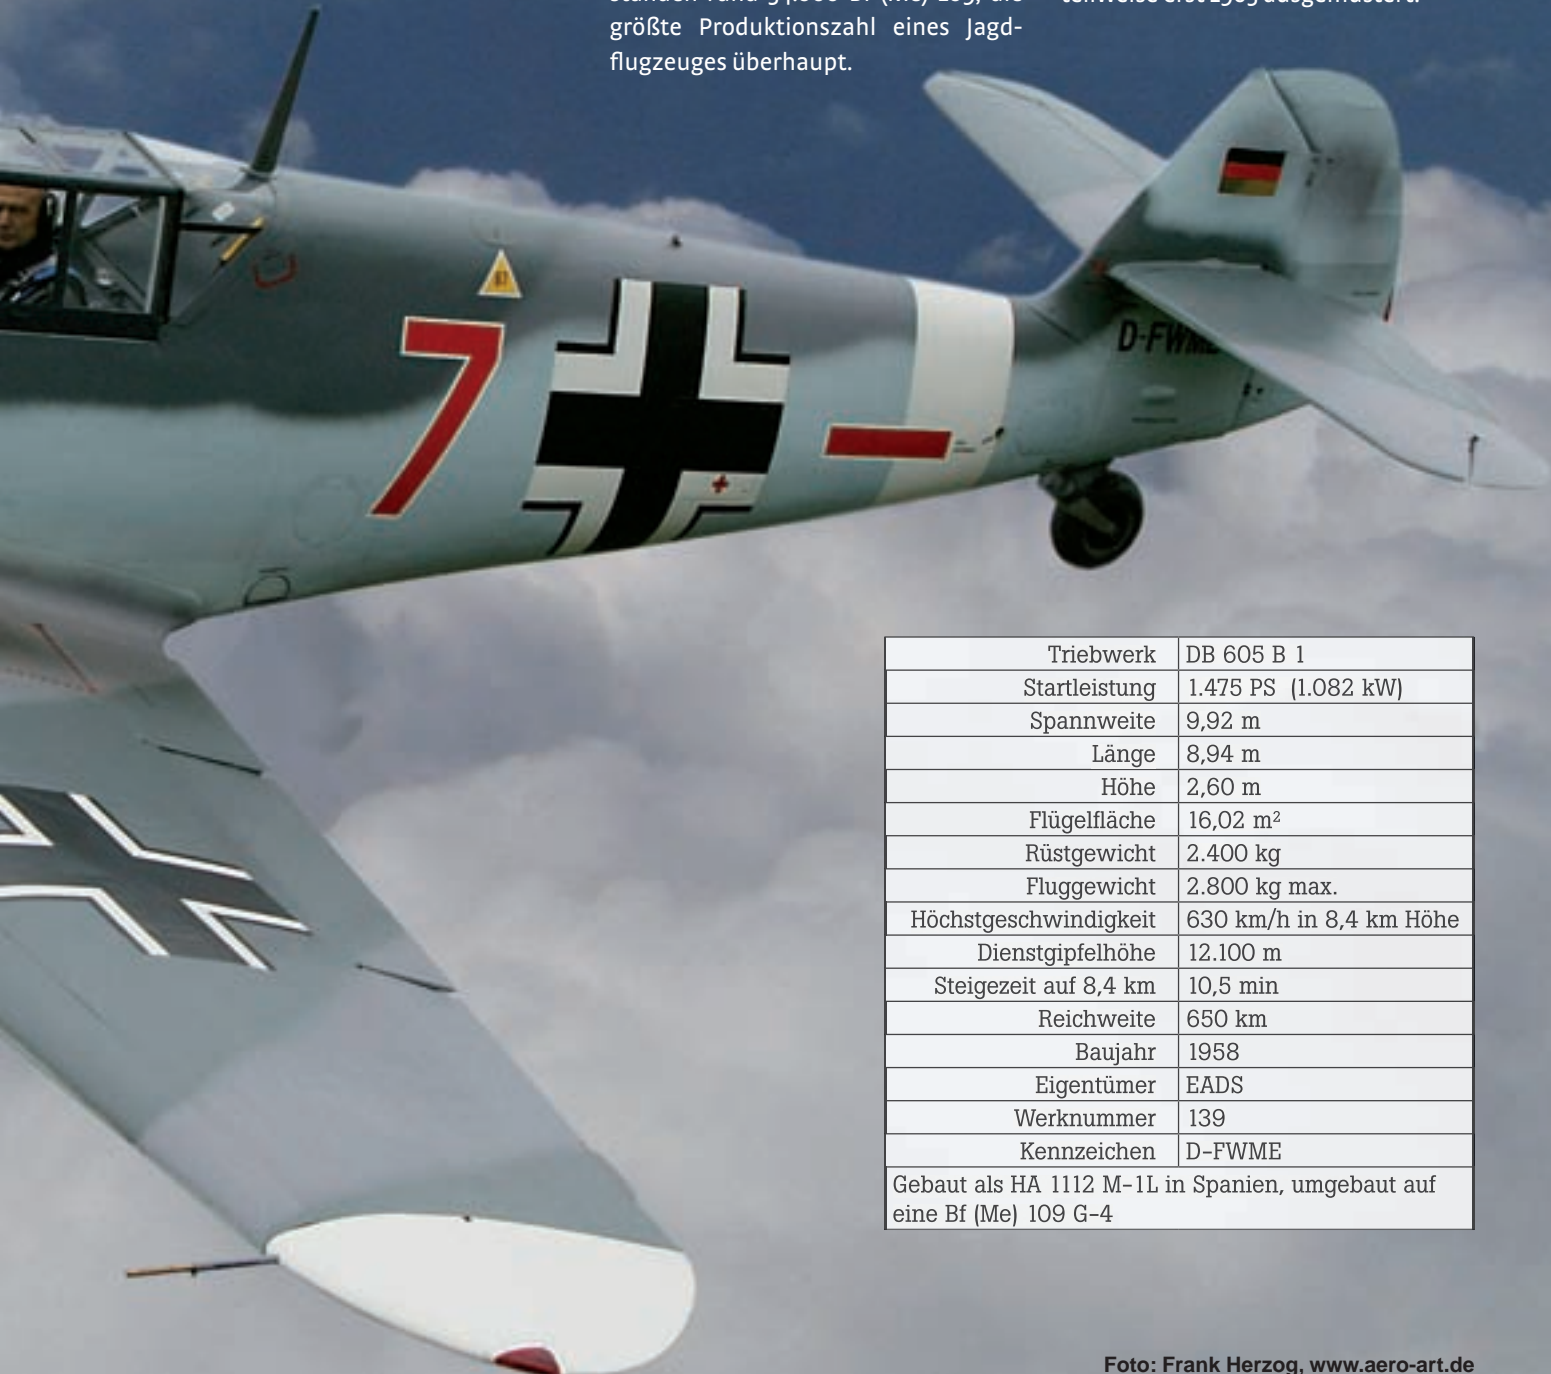 größte Produktionszahl eines Jagd-
flugzeuges überhaupt.
7
D-FWME
Triebwerk DB 605 B 1
Startleistung 1.475 PS (1.082 kW)
Spannweite 9,92 m
Länge 8,94 m
Höhe 2,60 m
Flügelfläche 16,02 m²
Rüstgewicht 2.400 kg
Fluggewicht 2.800 kg max.
Höchstgeschwindigkeit 630 km/h in 8,4 km Höhe
Dienstgipfelhöhe 12.100 m
Steigezeit auf 8,4 km 10,5 min
Reichweite 650 km
Baujahr 1958
Eigentümer EADS
Werknummer 139
Kennzeichen D-FWME
Gebaut als HA 1112 M-1L in Spanien, umgebaut auf
eine Bf (Me) 109 G-4
Foto: Frank Herzog, www.aero-art.de